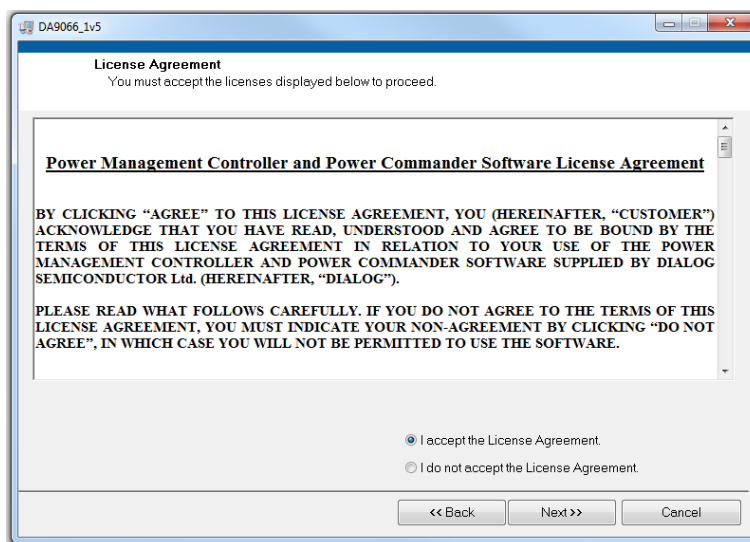 DA9066_1v5
License Agreement
You must accept the licenses displayed below to proceed.
Power Management Controller and Power Commander Software License Agreement
BY CLICKING “AGREE” TO THIS LICENSE AGREEMENT, YOU (HEREINAFTER, “CUSTOMER”)
ACKNOWLEDGE THAT YOU HAVE READ, UNDERSTOOD AND AGREE TO BE BOUND BY THE
TERMS OF THIS LICENSE AGREEMENT IN RELATION TO YOUR USE OF THE POWER
MANAGEMENT CONTROLLER AND POWER COMMANDER SOFTWARE SUPPLIED BY DIALOG
SEMICONDUCTOR Ltd. (HEREINAFTER, “DIALOG”).
PLEASE READ WHAT FOLLOWS CAREFULLY. IF YOU DO NOT AGREE TO THE TERMS OF THIS
LICENSE AGREEMENT, YOU MUST INDICATE YOUR NON-AGREEMENT BY CLICKING “DO NOT
AGREE”, IN WHICH CASE YOU WILL NOT BE PERMITTED TO USE THE SOFTWARE.
I accept the License Agreement.
I do not accept the License Agreement.
<< Back
Next >>
Cancel